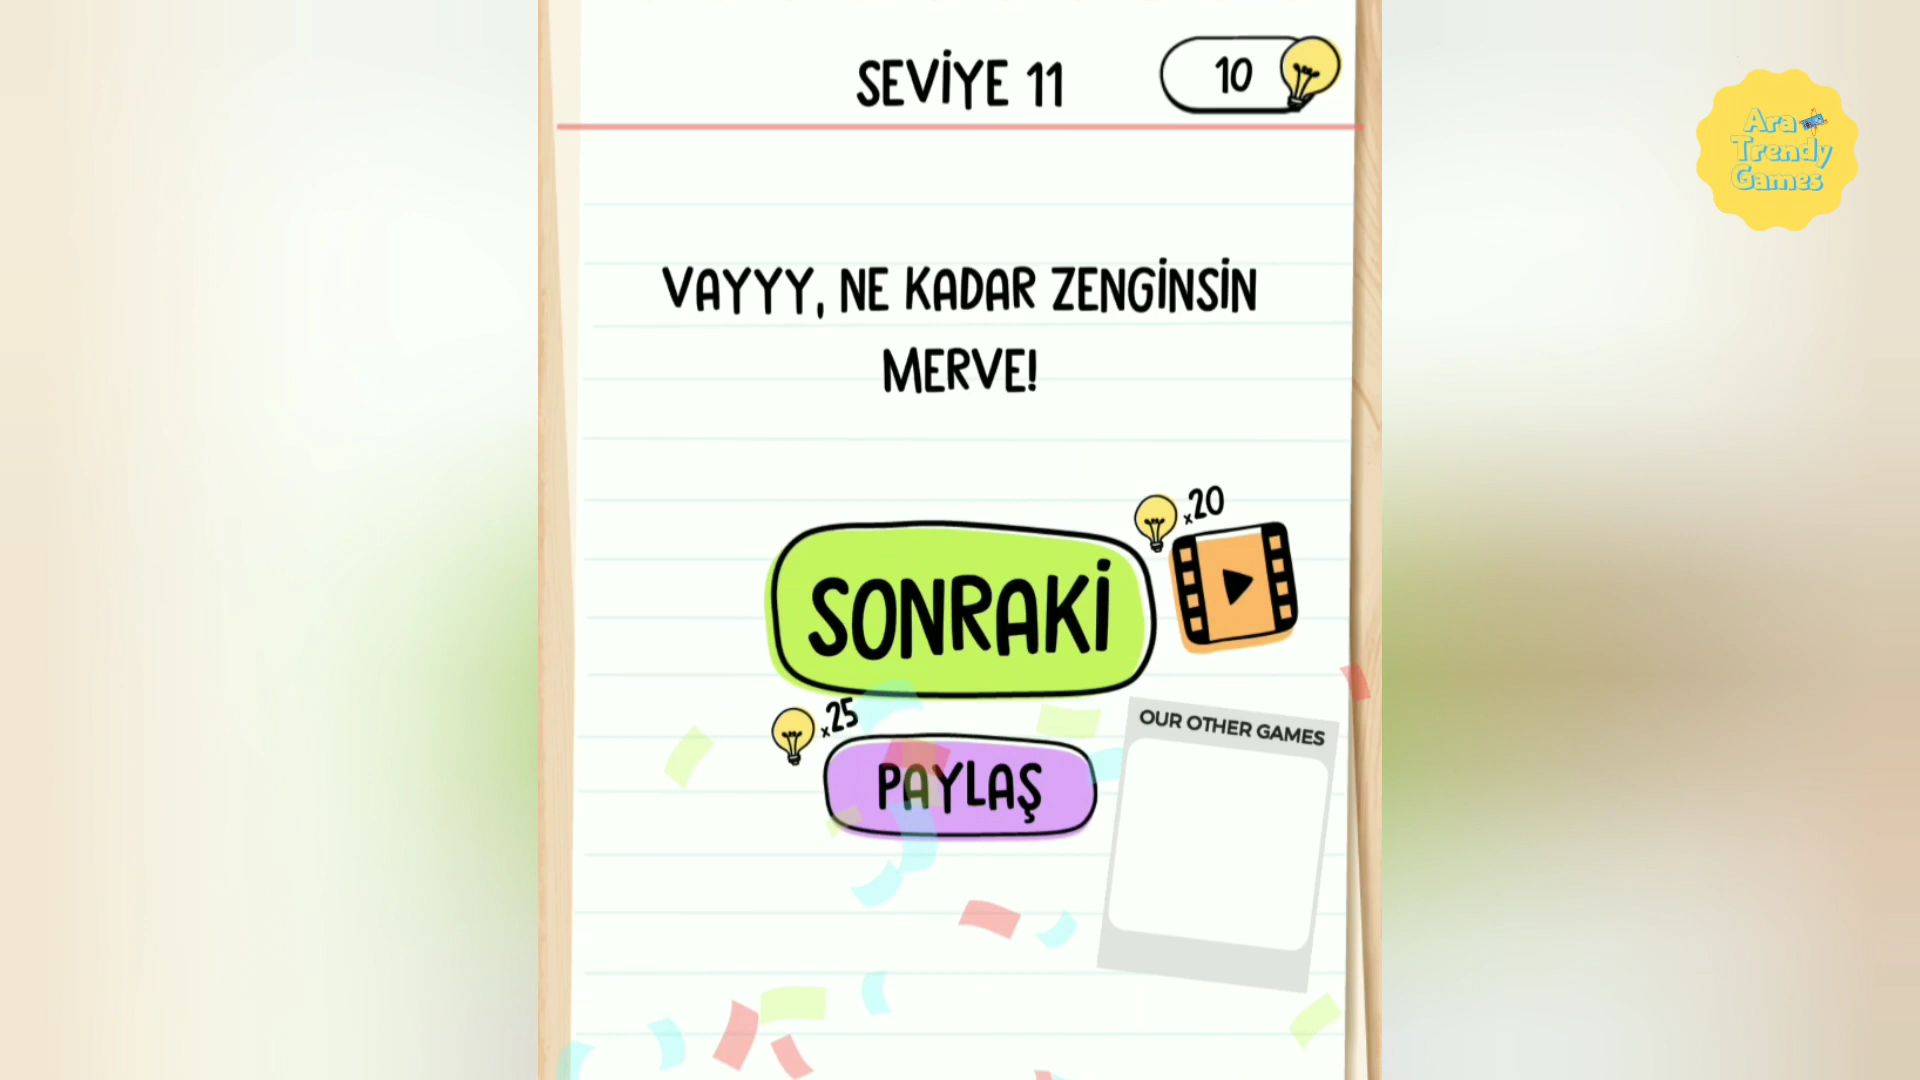 SEVİYE 11
10
Ara
Trendy
Games
VAYYY, NE KADAR ZENGİNSİN
MERVE!
x20
SONRAKİ
x25
PAYLAŞ
OUR OTHER GAMES